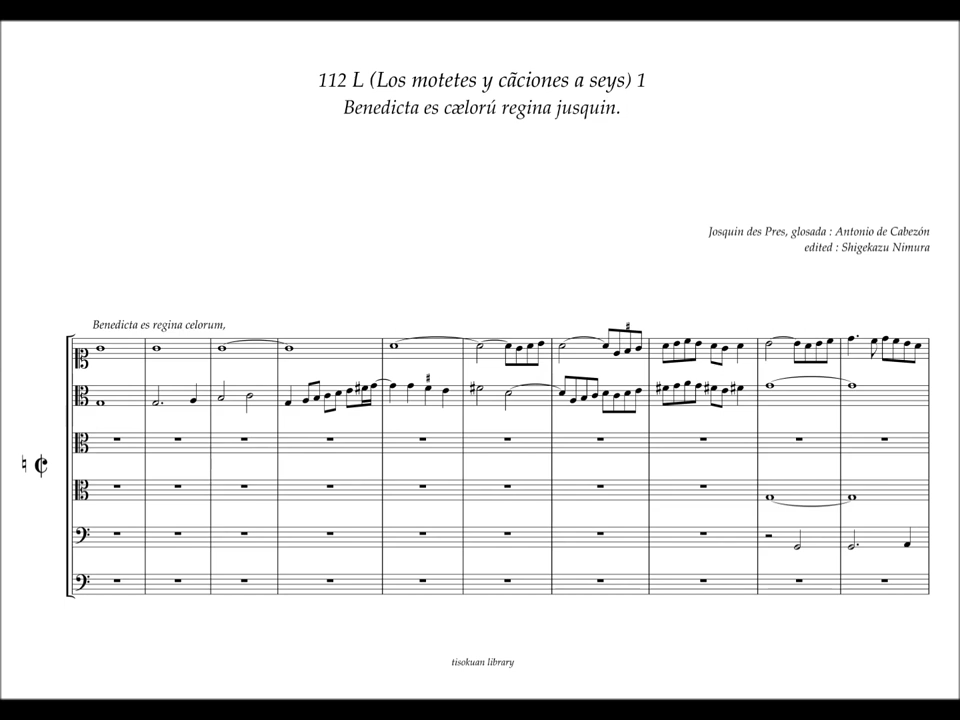 112 L (Los motetes y cãciones a seys) 1
Benedicta es cælorú regina jusquin.
Josquin des Pres, glosada : Antonio de Cabezón
edited : Shigekazu Nimura
Benedicta es regina celorum,
tisokuan library